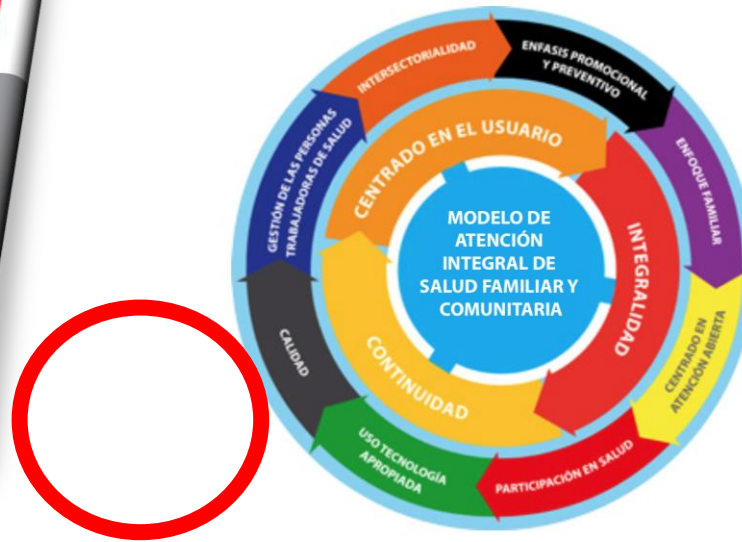 MODELO DE
ATENCIÓN
INTEGRAL DE
SALUD FAMILIAR Y
COMUNITARIA
CENTRADO EN EL USUARIO
INTEGRALIDAD
CONTINUIDAD
INTERSECTORIALIDAD
ENFASIS PROMOCIONAL
Y PREVENTIVO
ENFOQUE FAMILIAR
CENTRADO EN
ATENCIÓN ABIERTA
PARTICIPACIÓN EN SALUD
USO TECNOLOGÍA
APROPIADA
CALIDAD
GESTIÓN DE LAS PERSONAS
TRABAJADORAS DE SALUD